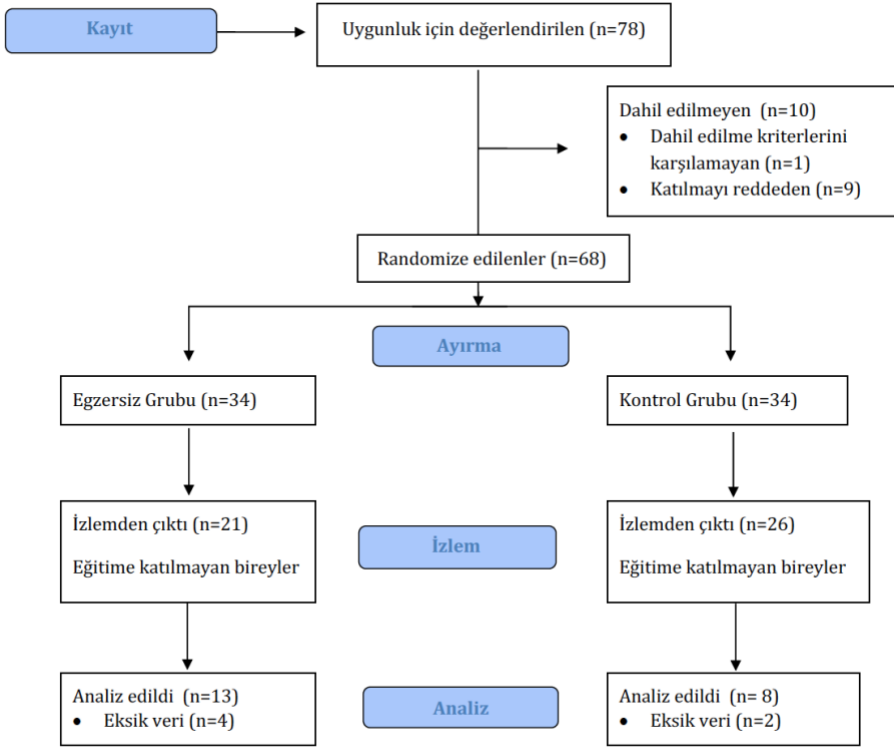 Kayıt
Uygunluk için değerlendirilen (n=78)
Dahil edilmeyen (n=10)
• Dahil edilme kriterlerini
karşılamayan (n=1)
• Katılmayı reddeden (n=9)
Randomize edilenler (n=68)
Ayırma
Egzersiz Grubu (n=34)
Kontrol Grubu (n=34)
İzlemden çıktı (n=21)
Eğitime katılmayan bireyler
İzlem
İzlemden çıktı (n=26)
Eğitime katılmayan bireyler
Analiz edildi (n=13)
• Eksik veri (n=4)
Analiz
Analiz edildi (n= 8)
• Eksik veri (n=2)